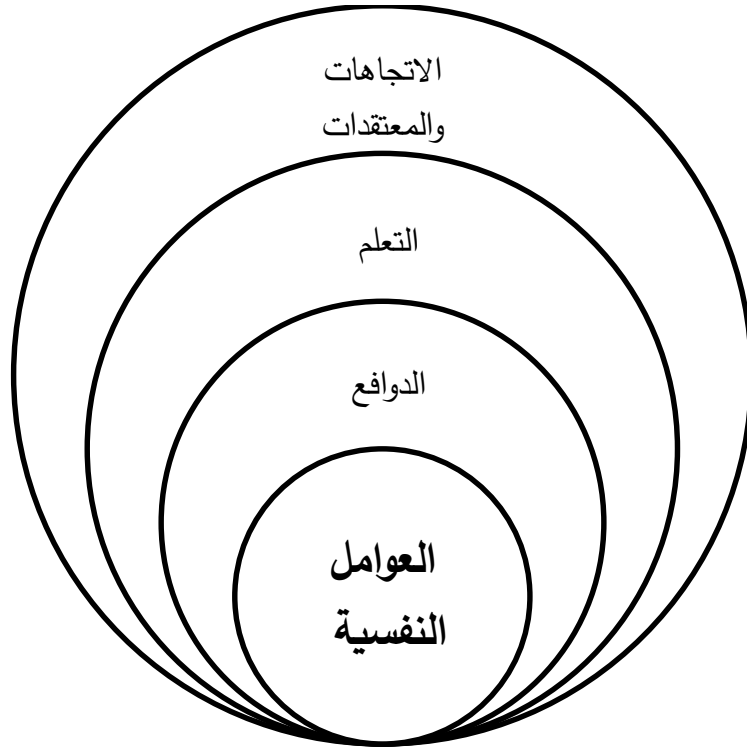 الاتجاهات
والمعتقدات
التعلم
الدوافع
العوامل
النفسية